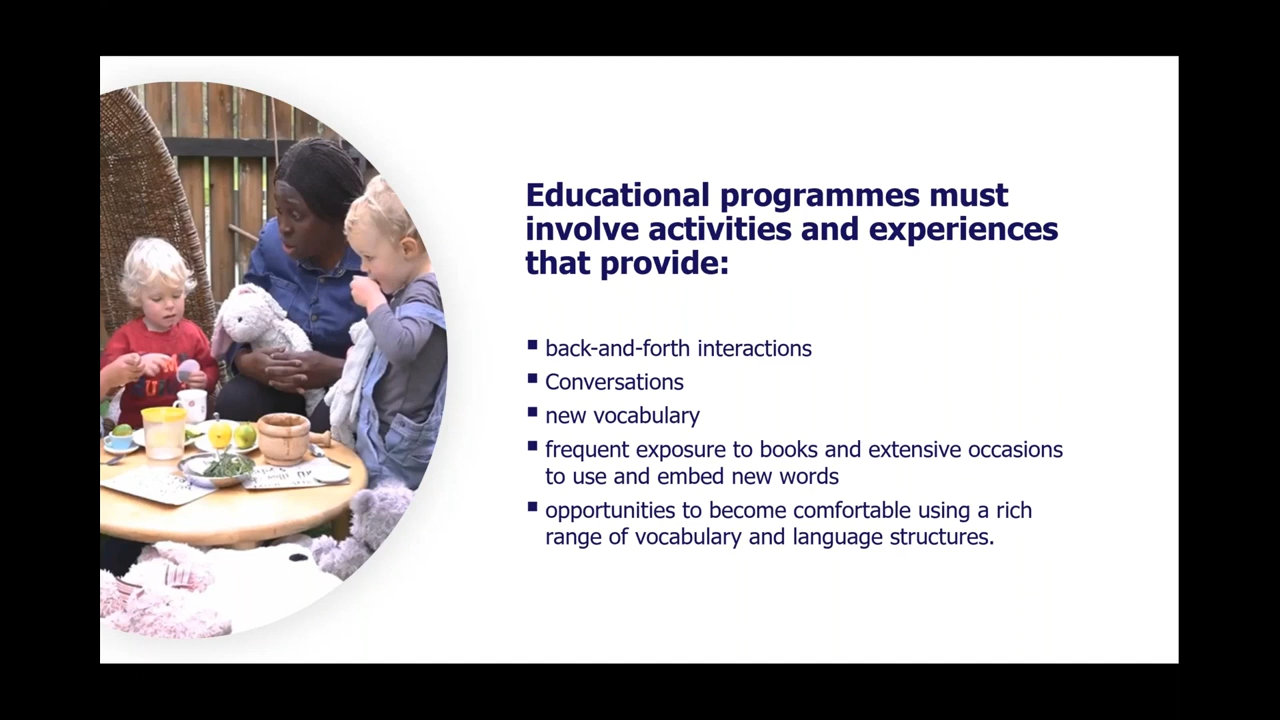 Educational programmes must
involve activities and experiences
that provide:
▪ back-and-forth interactions
▪ Conversations
▪ new vocabulary
▪ frequent exposure to books and extensive occasions
to use and embed new words
▪ opportunities to become comfortable using a rich
range of vocabulary and language structures.